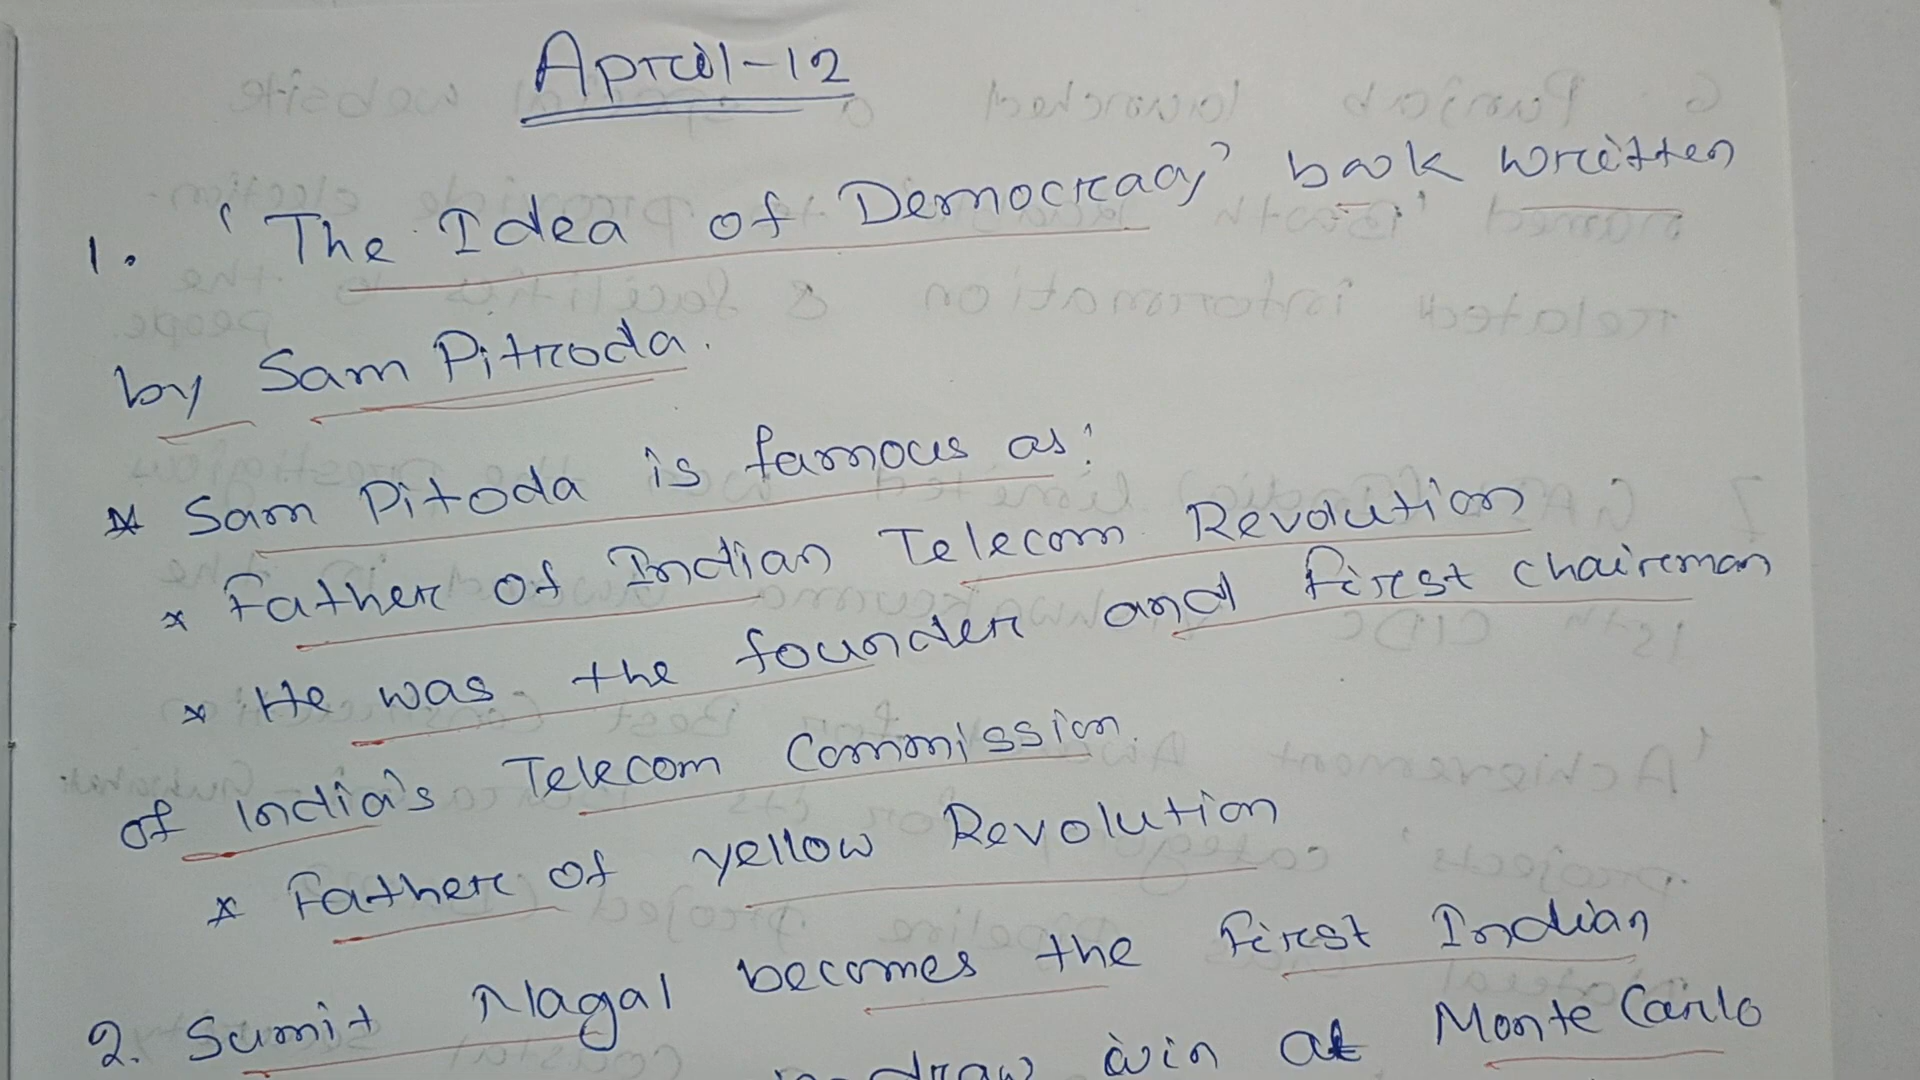 April-12
1. 'The Idea of Democracy' book written
by Sam Pitroda.
* Sam Pitoda is famous as:
* Father of Indian Telecom Revolution
* He was the founder and first chairman
of India's Telecom Commission.
* Father of yellow Revolution
2. Sumit Nagal becomes the first Indian
draw win at Monte Carlo